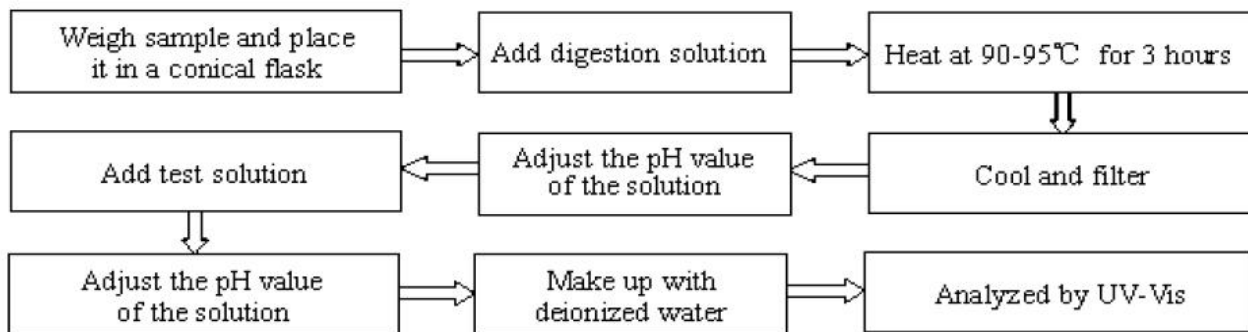 Weigh sample and place
it in a conical flask
Add digestion solution
Heat at 90-95℃ for 3 hours
Cool and filter
Adjust the pH value
of the solution
Add test solution
Adjust the pH value
of the solution
Make up with
deionized water
Analyzed by UV-Vis